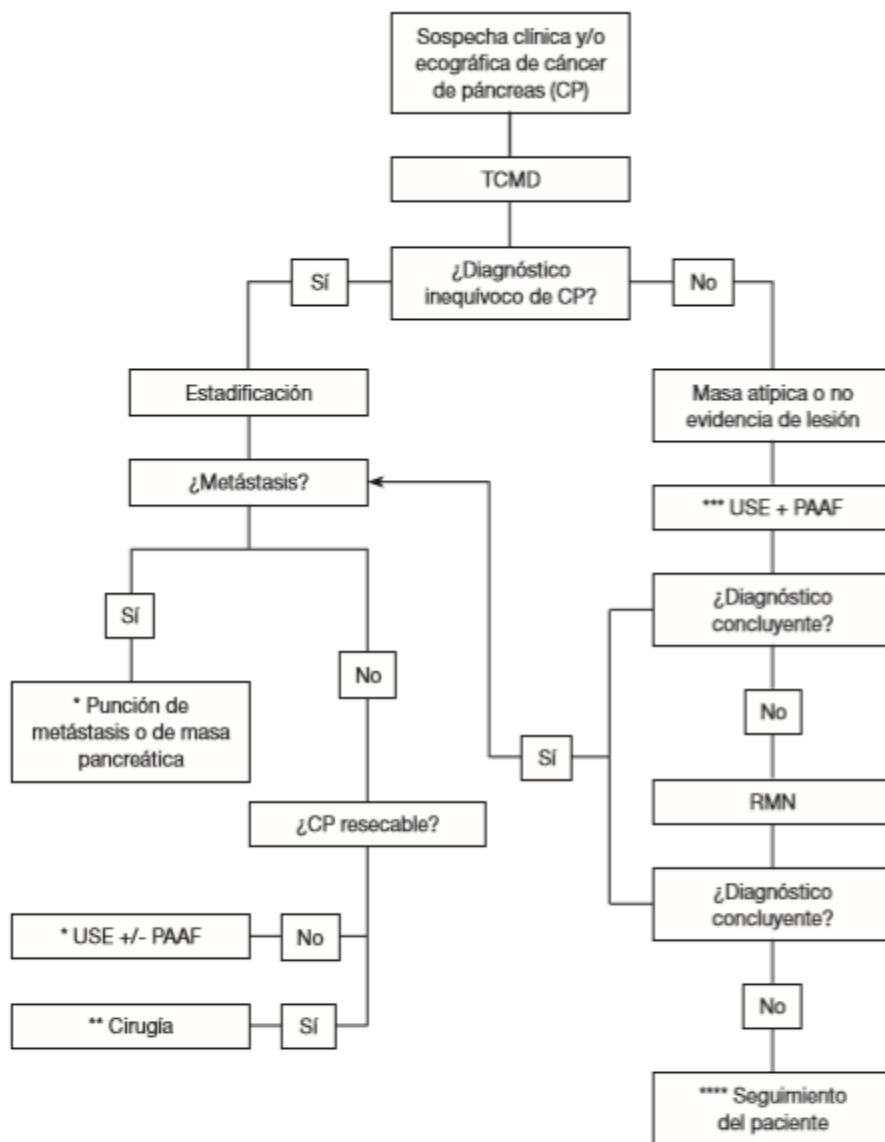 Sospecha clínica y/o
ecográfica de cáncer
de páncreas (CP)
TCMD
¿Diagnóstico
inequívoco de CP?
Sí
No
Estadificación
¿Metástasis?
Sí
* Punción de
metástasis o de masa
pancreática
No
¿CP resecable?
No
* USE +/- PAAF
Sí
** Cirugía
Masa atípica o no
evidencia de lesión
*** USE + PAAF
¿Diagnóstico
concluyente?
Sí
No
RMN
¿Diagnóstico
concluyente?
No
**** Seguimiento
del paciente